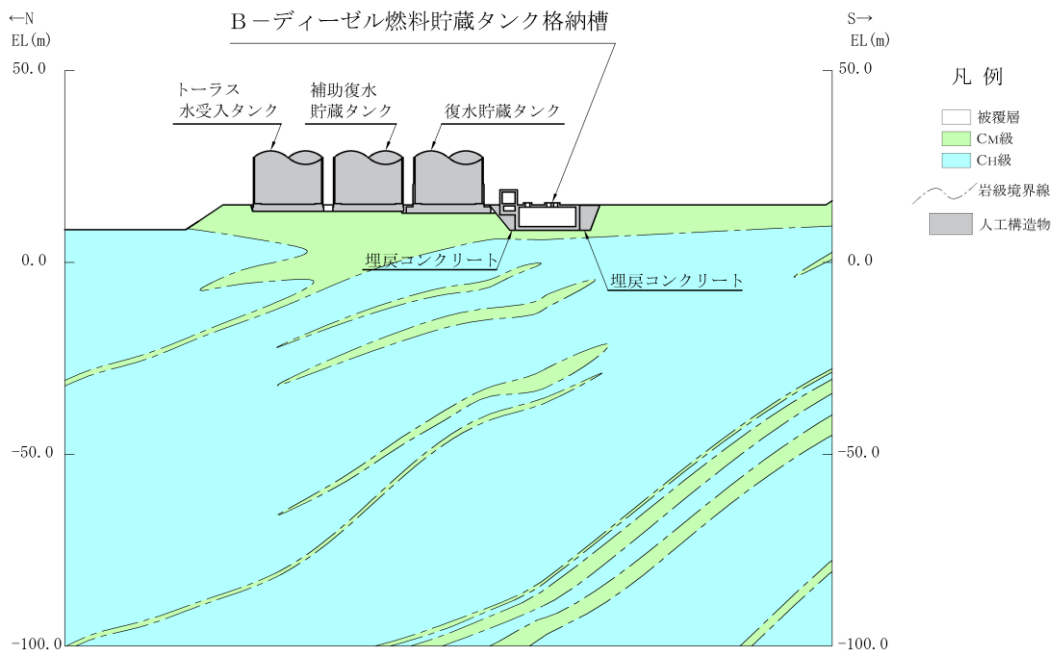 ←N
EL(m)
B－ディーゼル燃料貯蔵タンク格納槽
S→
EL(m)
50.0
50.0
トーラス
水受入タンク
補助復水
貯蔵タンク
復水貯蔵タンク
凡 例
被覆層
CM級
CH級
岩級境界線
人工構造物
0.0
埋戻コンクリート
埋戻コンクリート
0.0
-50.0
-50.0
-100.0
-100.0